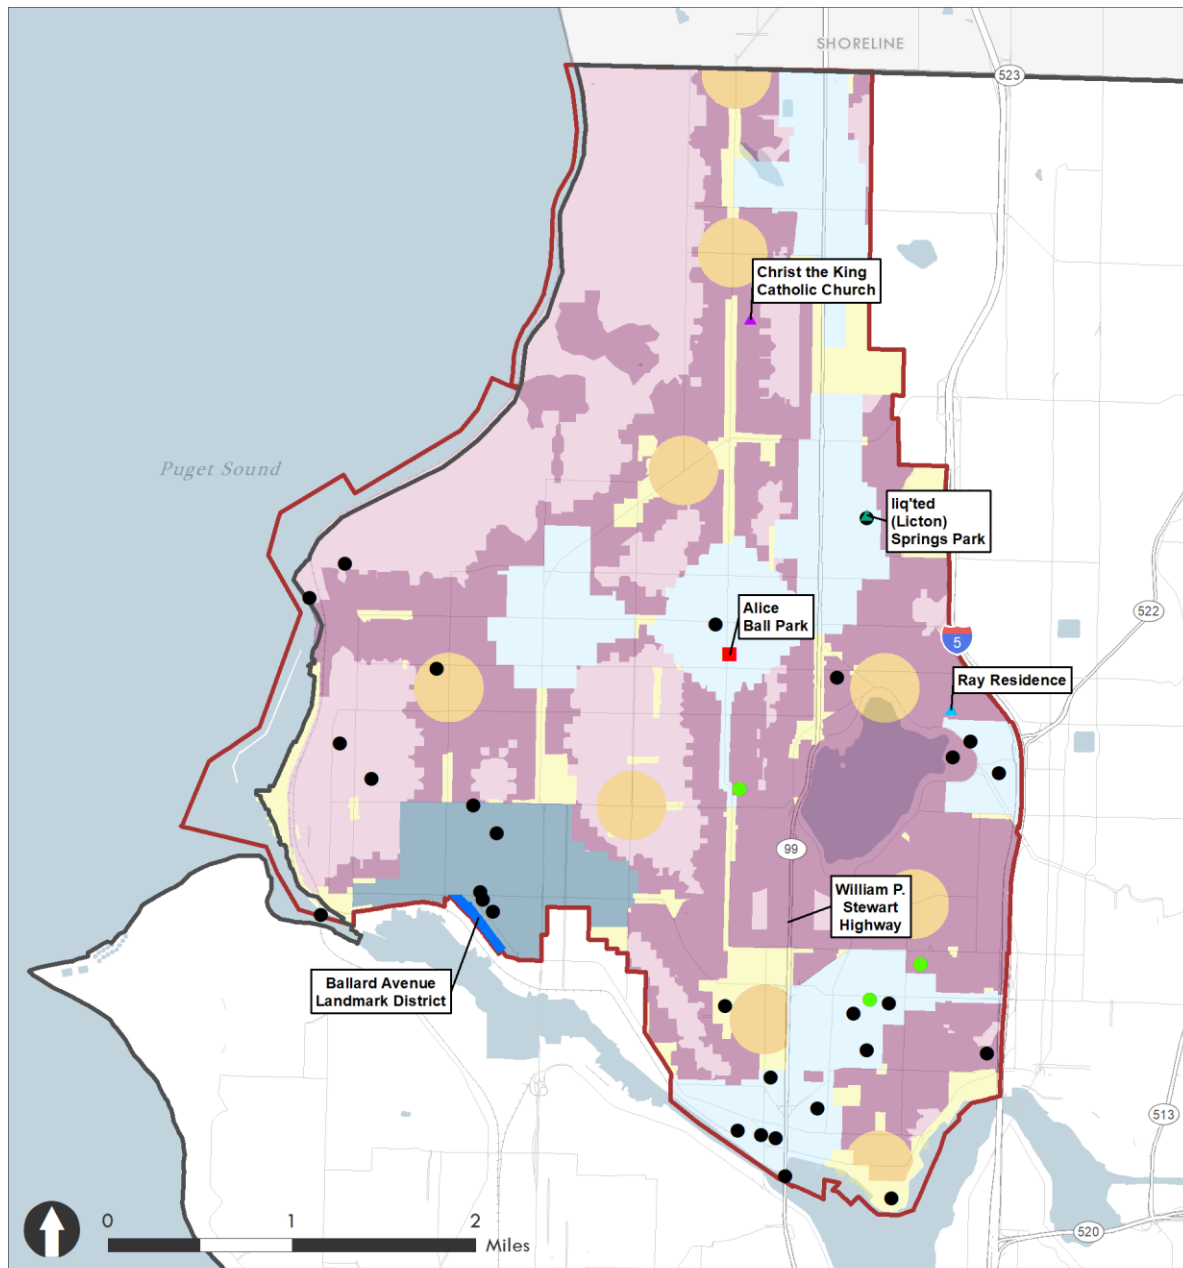 SHORELINE
523
Christ the King
Catholic Church
Puget Sound
liq'ted
(Licton)
Springs Park
Alice
Ball Park
522
5
Ray Residence
99
William P.
Stewart
Highway
Ballard Avenue
Landmark District
513
520
0 1 2
Miles